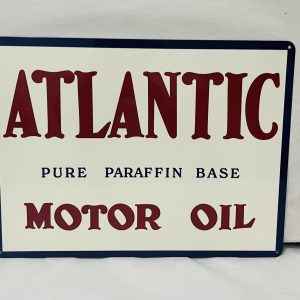 ATLANTIC
PURE PARAFFIN BASE
MOTOR OIL